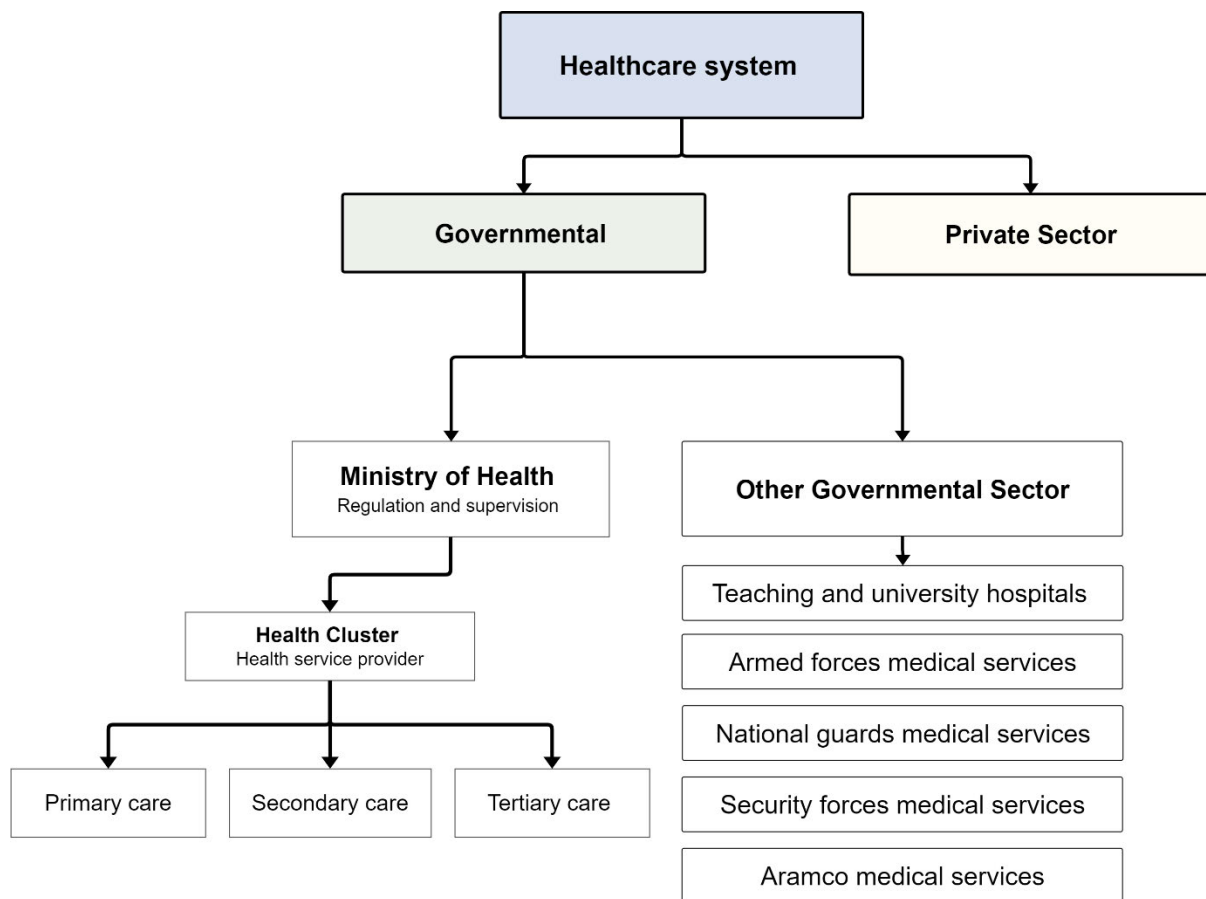 Healthcare system
Governmental
Private Sector
Ministry of Health
Regulation and supervision
Other Governmental Sector
Health Cluster
Health service provider
Primary care
Secondary care
Tertiary care
Teaching and university hospitals
Armed forces medical services
National guards medical services
Security forces medical services
Aramco medical services